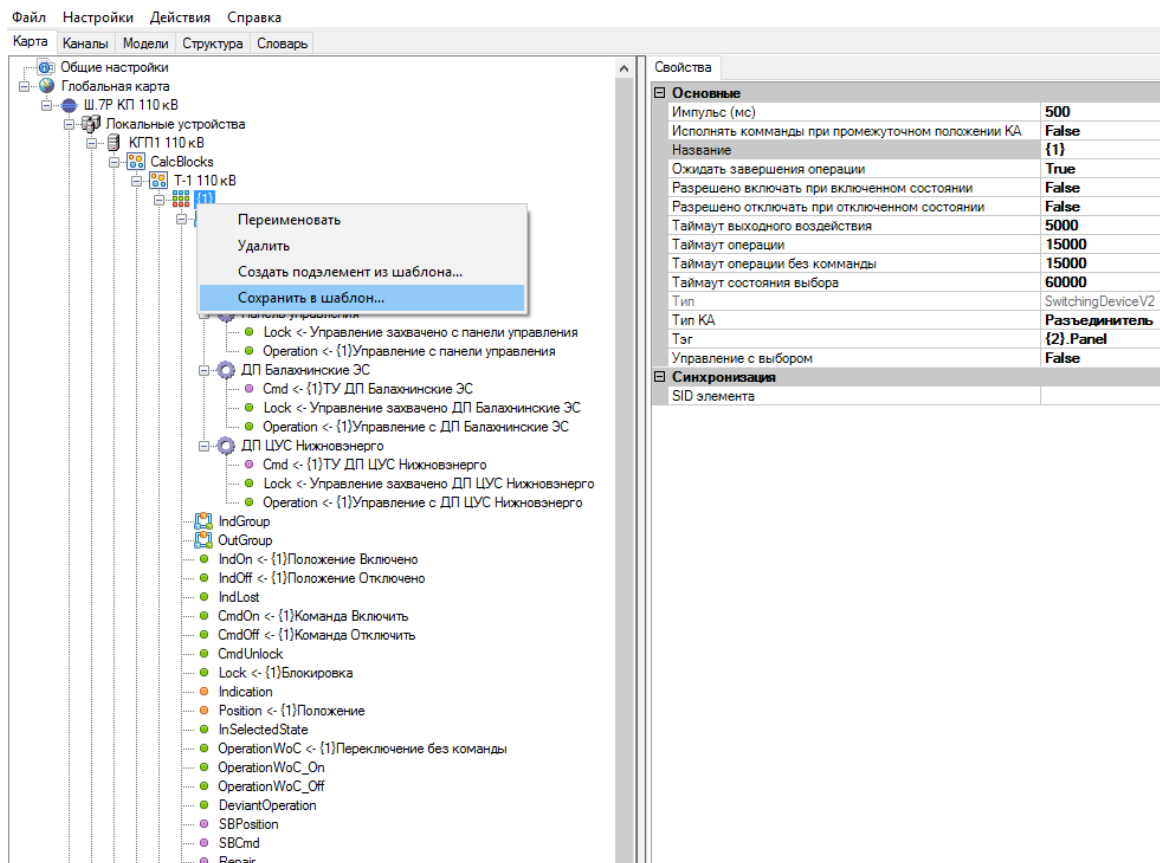 Файл Настройки Действия Справка
Карта Каналы Модели Структура Словарь
Общие настройки
Глобальная карта
Ш.7Р КП 110 кВ
Локальные устройства
КГП1 110 кВ
CalcBlocks
Т-1 110 кВ
{1}
Переименовать
Удалить
Создать подэлемент из шаблона...
Сохранить в шаблон...
Панель управления
Lock <- Управление захвачено с панели управления
Operation <- {1}Управление с панели управления
ДП Балахнинские ЭС
Cmd <- {1}ТУ ДП Балахнинские ЭС
Lock <- Управление захвачено ДП Балахнинские ЭС
Operation <- {1}Управление с ДП Балахнинские ЭС
ДП ЦУС Нижновэнерго
Cmd <- {1}ТУ ДП ЦУС Нижновэнерго
Lock <- Управление захвачено ДП ЦУС Нижновэнерго
Operation <- {1}Управление с ДП ЦУС Нижновэнерго
IndGroup
OutGroup
IndOn <- {1}Положение Включено
IndOff <- {1}Положение Отключено
IndLost
CmdOn <- {1}Команда Включить
CmdOff <- {1}Команда Отключить
CmdUnlock
Lock <- {1}Блокировка
Indication
Position <- {1}Положение
InSelectedState
OperationWoC <- {1}Переключение без команды
OperationWoC_On
OperationWoC_Off
DeviantOperation
SBPosition
SBCmd
Repair
Свойства
Основные
Импульс (мс) 500
Исполнять комманды при промежуточном положении КА False
Название {1}
Ожидать завершения операции True
Разрешено включать при включенном состоянии False
Разрешено отключать при отключенном состоянии False
Таймаут выходного воздействия 5000
Таймаут операции 15000
Таймаут операции без комманды 15000
Таймаут состояния выбора 60000
Тип SwitchingDeviceV2
Тип КА Разъединитель
Тэг {2}.Panel
Управление с выбором False
Синхронизация
SID элемента